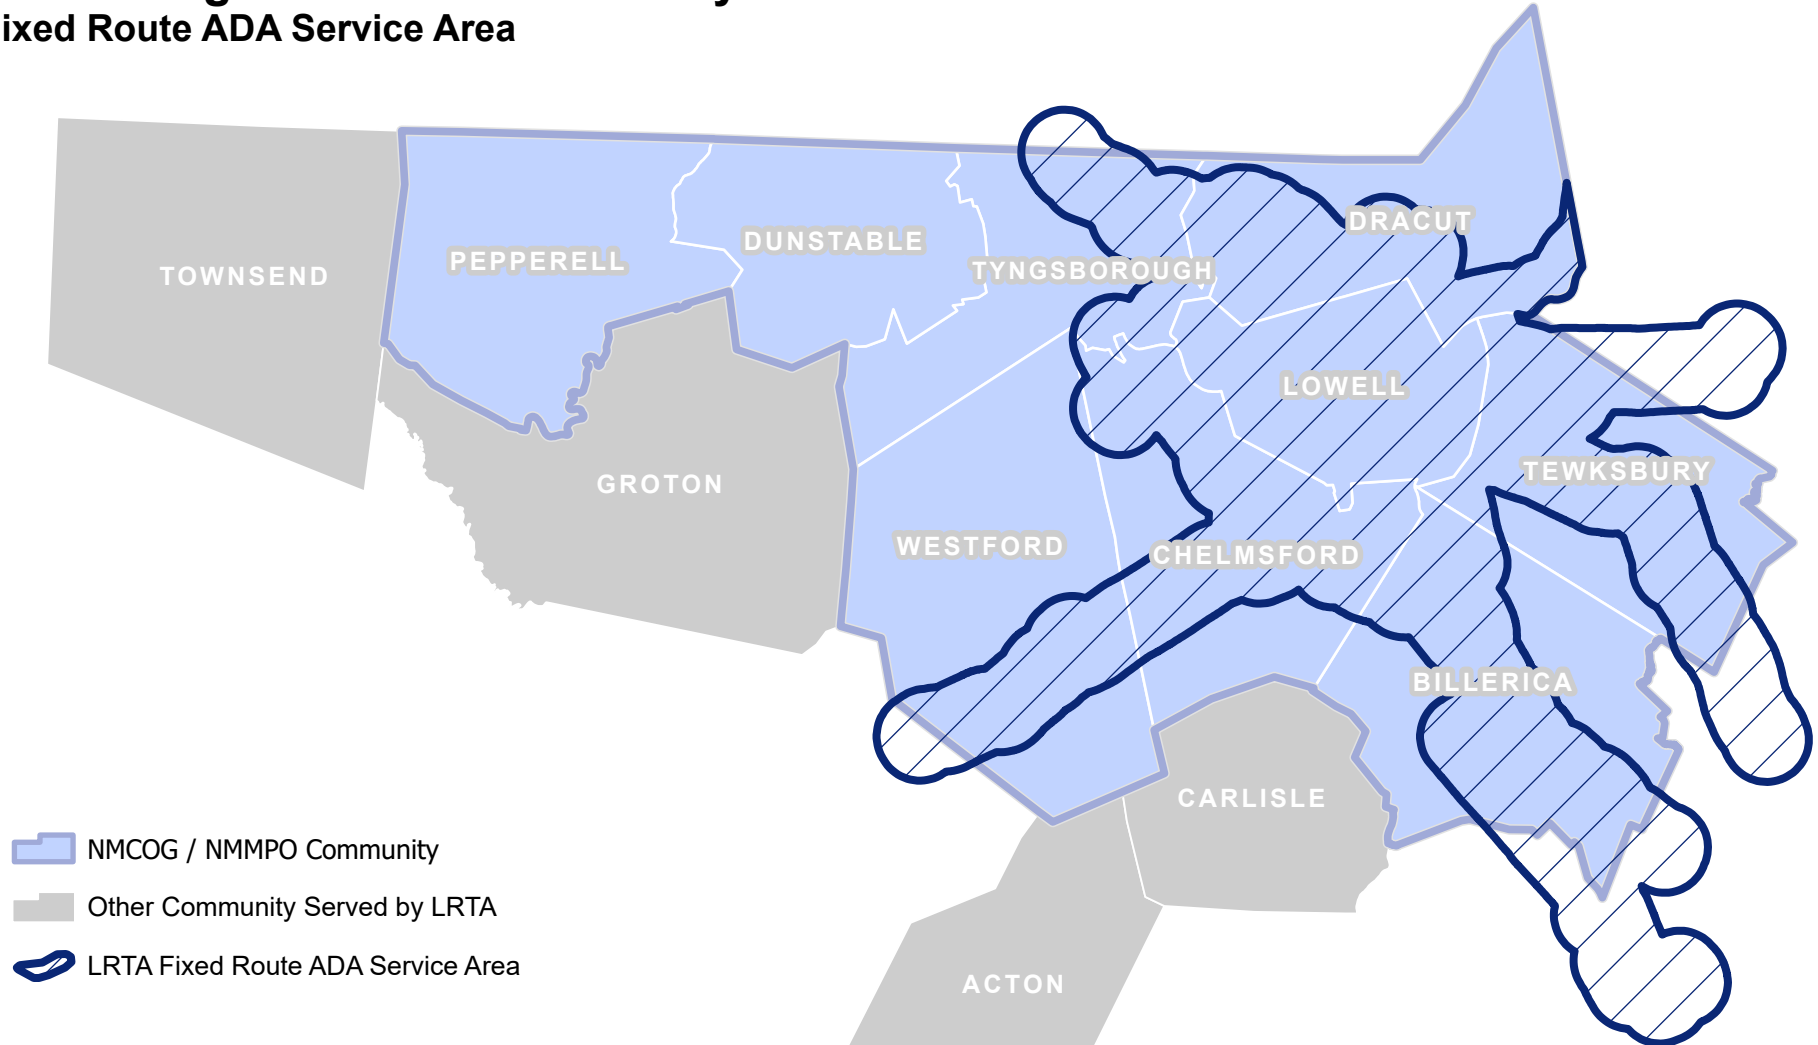 ixed Route ADA Service Area
DRACUT
DUNSTABLE
PEPPERELL
TYNGSBOROUGH
TOWNSEND
LOWELL
TEWKSBURY
GROTON
WESTFORD
CHELMSFORD
BILLERICA
CARLISLE
NMCOG / NMMPO Community
Other Community Served by LRTA
LRTA Fixed Route ADA Service Area
ACTON